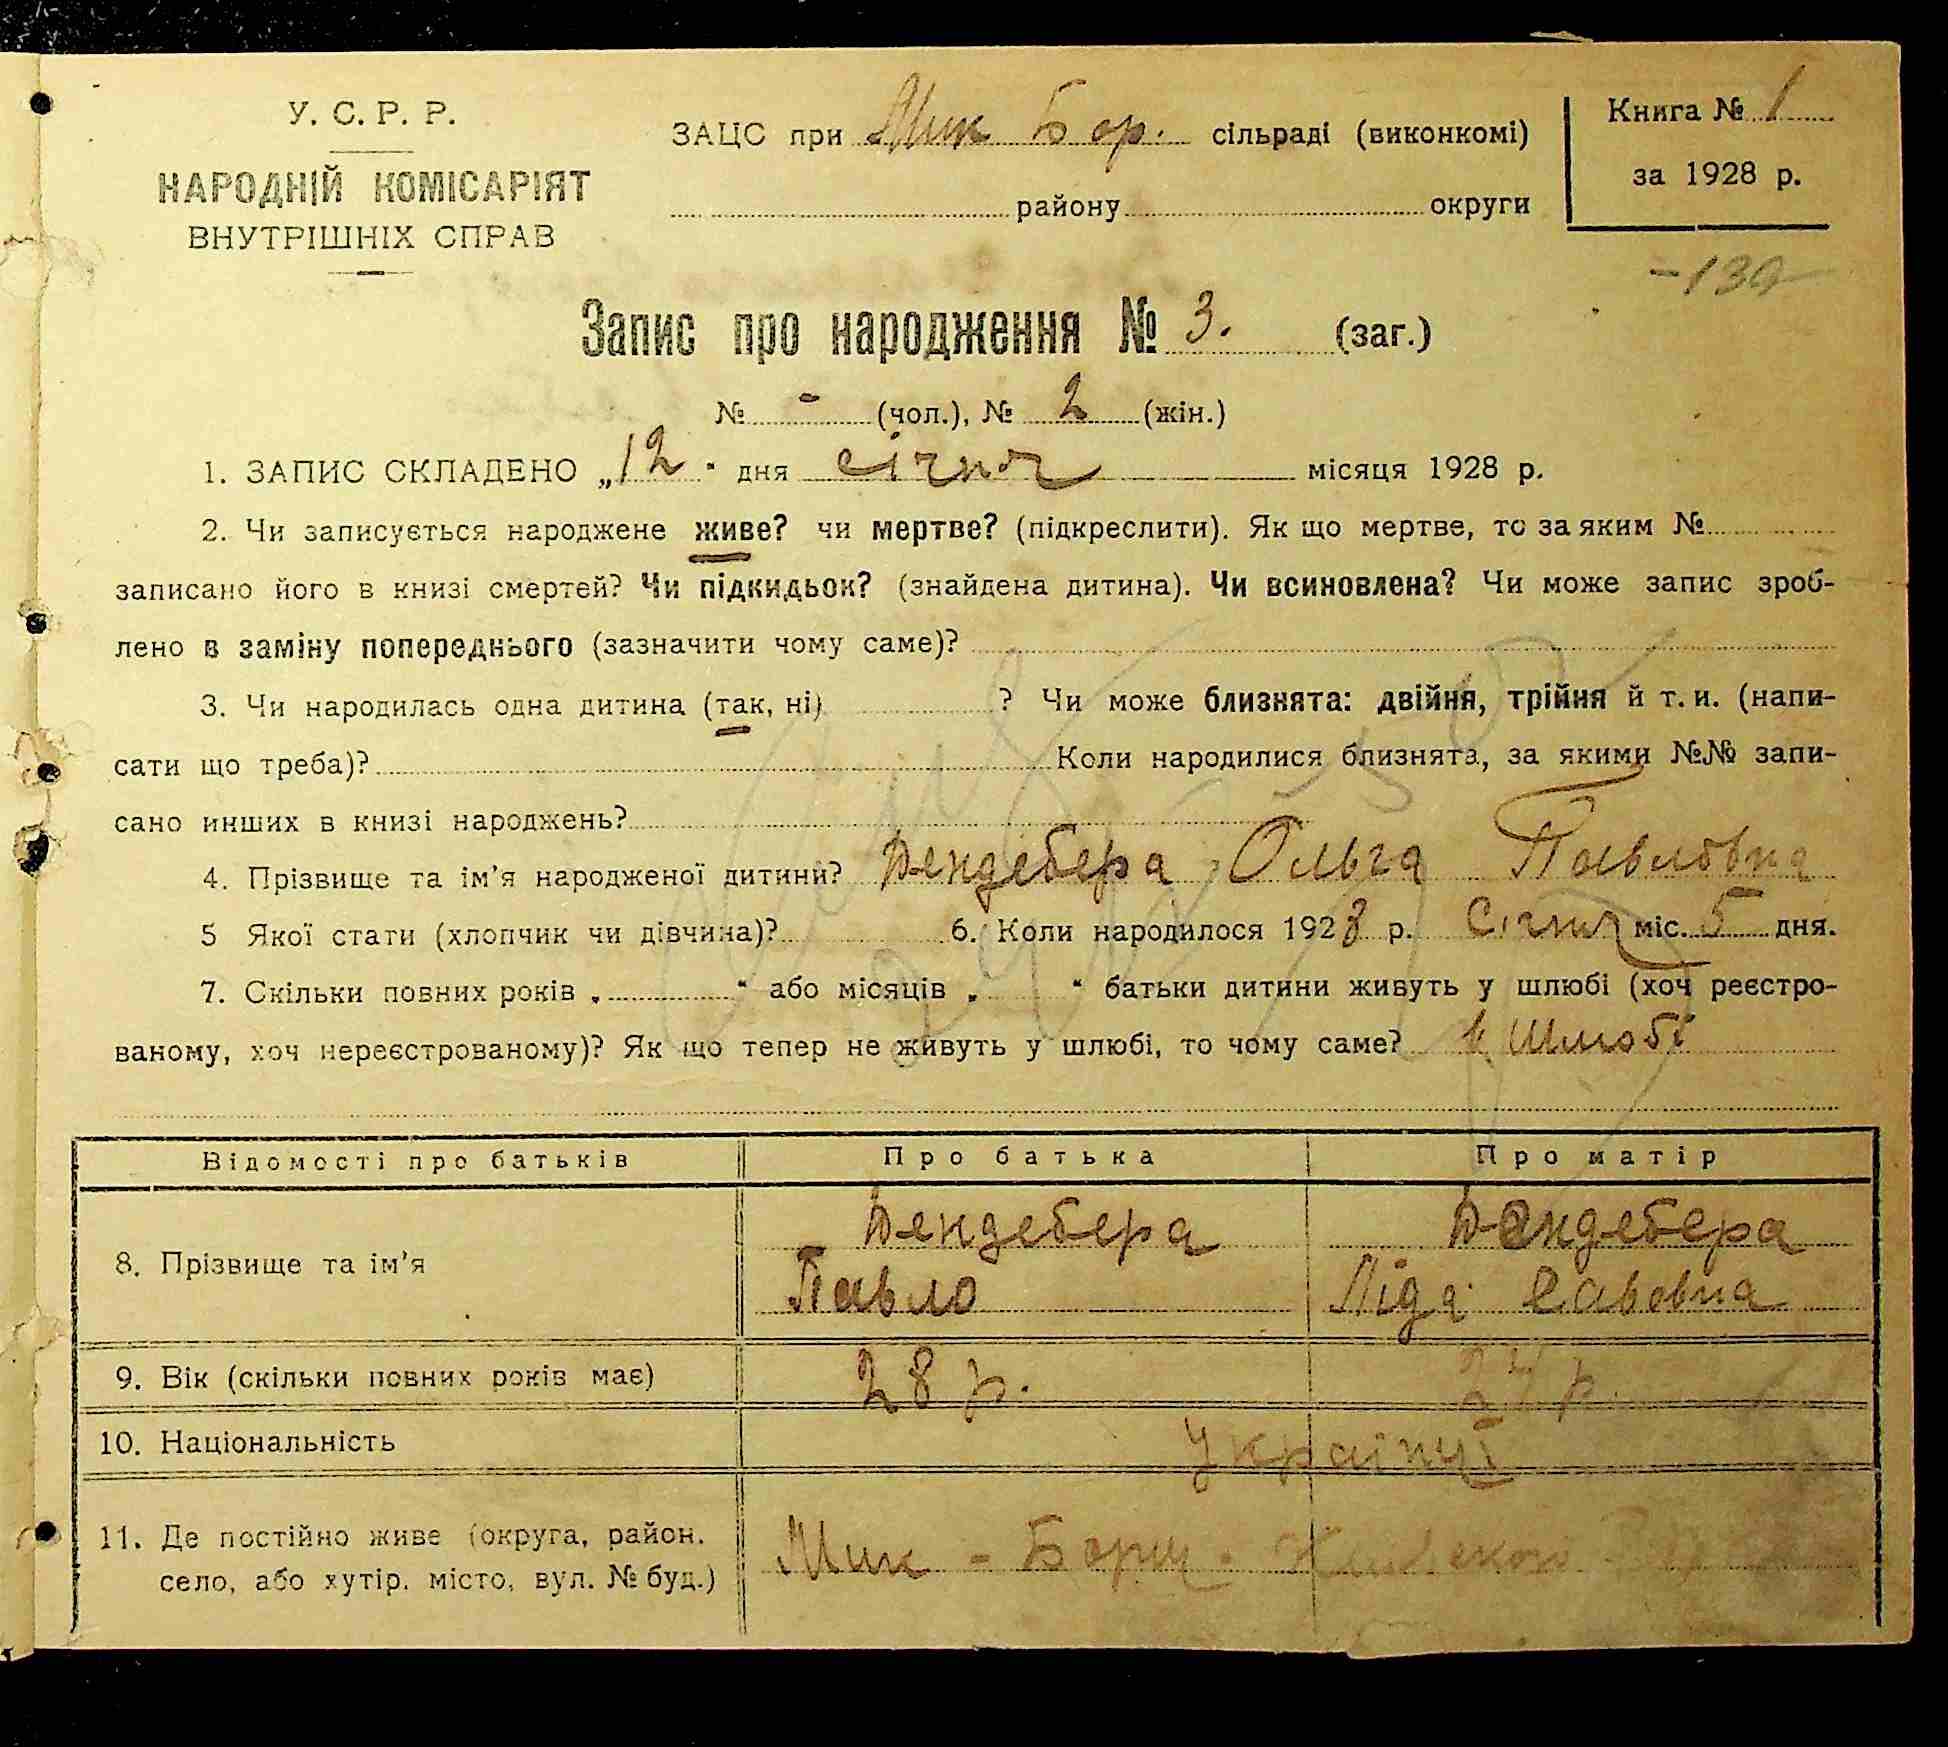 У. С. Р. Р.
НАРОДНІЙ КОМІСАРІЯТ
ВНУТРІШНІХ СПРАВ
ЗАЦС при Мик Бор. сільраді (виконкомі)
району округи
Книга № 1
за 1928 р.
-139
Запис про народження № 3. (заг.)
№ - (чол.), № 2 (жін.)
1. ЗАПИС СКЛАДЕНО „12" дня січня місяця 1928 р.
2. Чи записується народжене живе? чи мертве? (підкреслити). Як що мертве, то за яким №
записано його в книзі смертей? Чи підкидьок? (знайдена дитина). Чи всиновлена? Чи може запис зроб-
лено в заміну попереднього (зазначити чому саме)?
3. Чи народилась одна дитина (так, ні) ? Чи може близнята: двійня, трійня й т. и. (напи-
сати що треба)? Коли народилися близнята, за якими №№ запи-
сано инших в книзі народжень?
4. Прізвище та ім'я народженої дитини? Дендебера Ольга Павловна
5 Якої стати (хлопчик чи дівчина)? 6. Коли народилося 1928 р. Січня міс. 5 дня.
7. Скільки повних років „ " або місяців „ " батьки дитини живуть у шлюбі (хоч реєстро-
ваному, хоч нереєстрованому)? Як що тепер не живуть у шлюбі, то чому саме? у Шлюбі
Відомості про батьків Про батька Про матір
8. Прізвище та ім'я Дендебера Дендебера
Павло Ліда Савовна
9. Вік (скільки повних років має) 28 р. 27 р.
10. Національність Українці
11. Де постійно живе (округа, район.
село, або хутір. місто, вул. № буд.) Мик - Борщ.